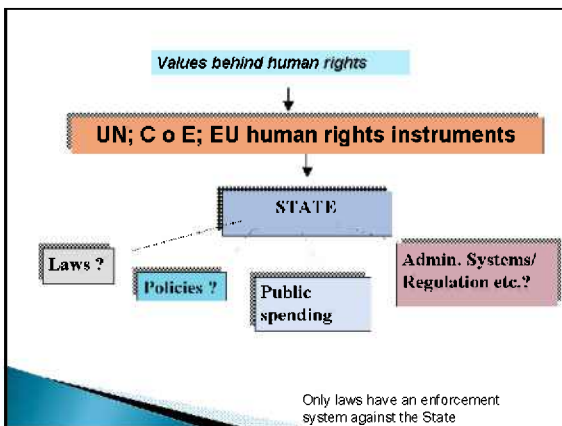 Values behind human rights
UN; C o E; EU human rights instruments
STATE
Laws ?
Policies ?
Public
spending
Admin. Systems/
Regulation etc.?
Only laws have an enforcement
system against the State